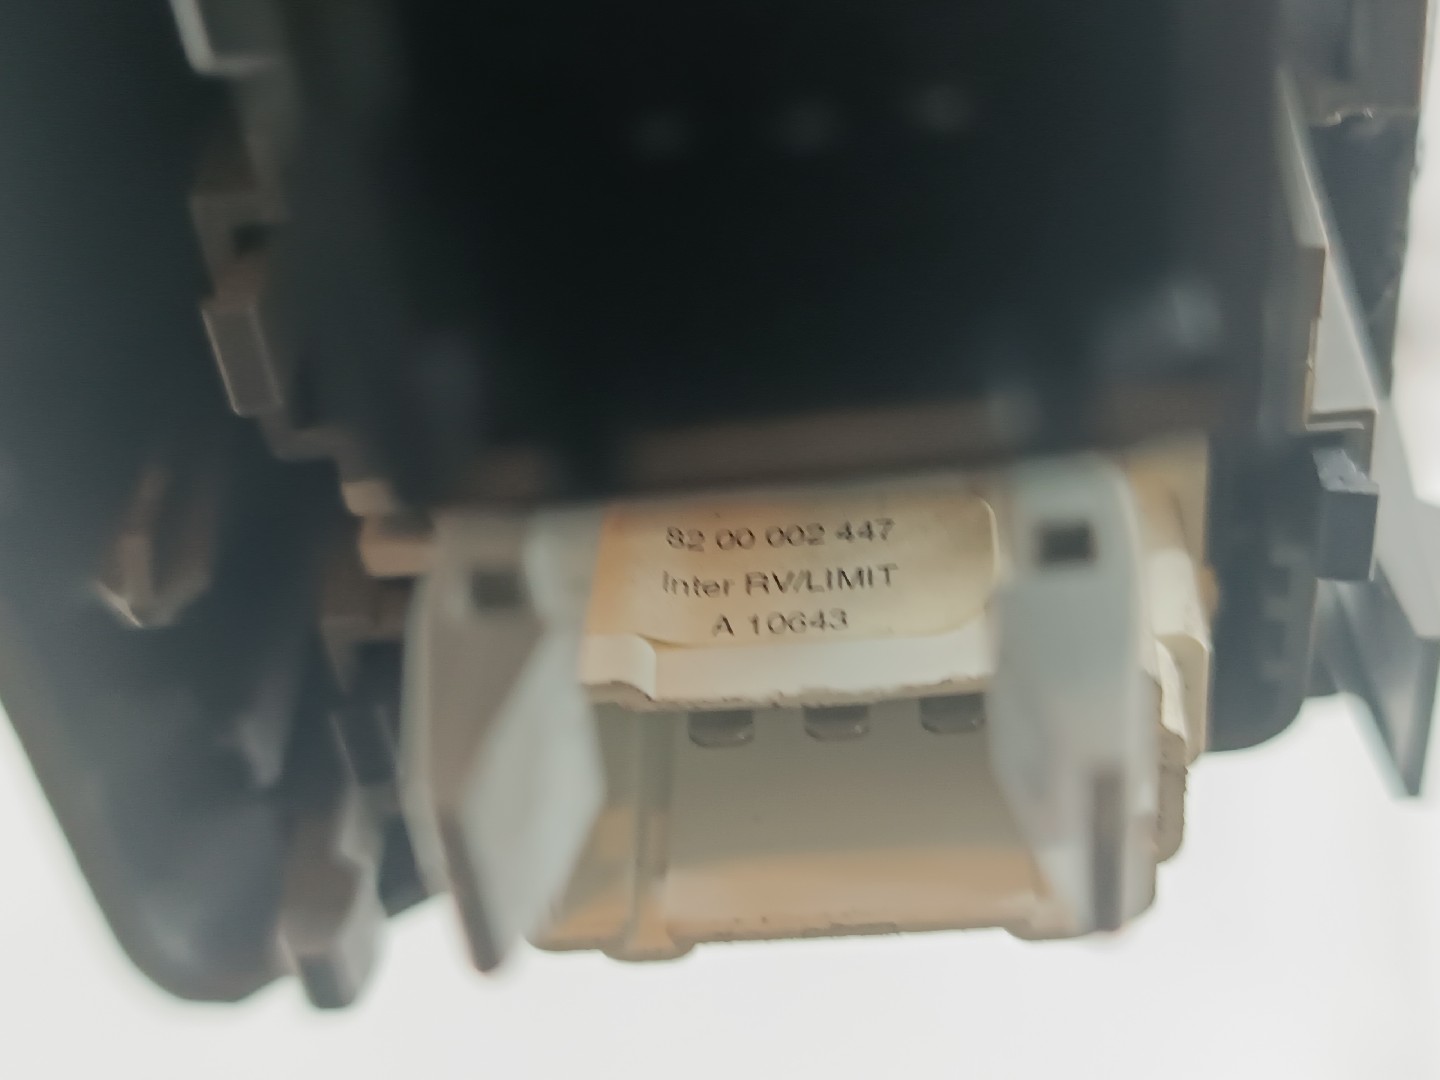 82 00 002 447
Inter RV/LIMIT
A 10643